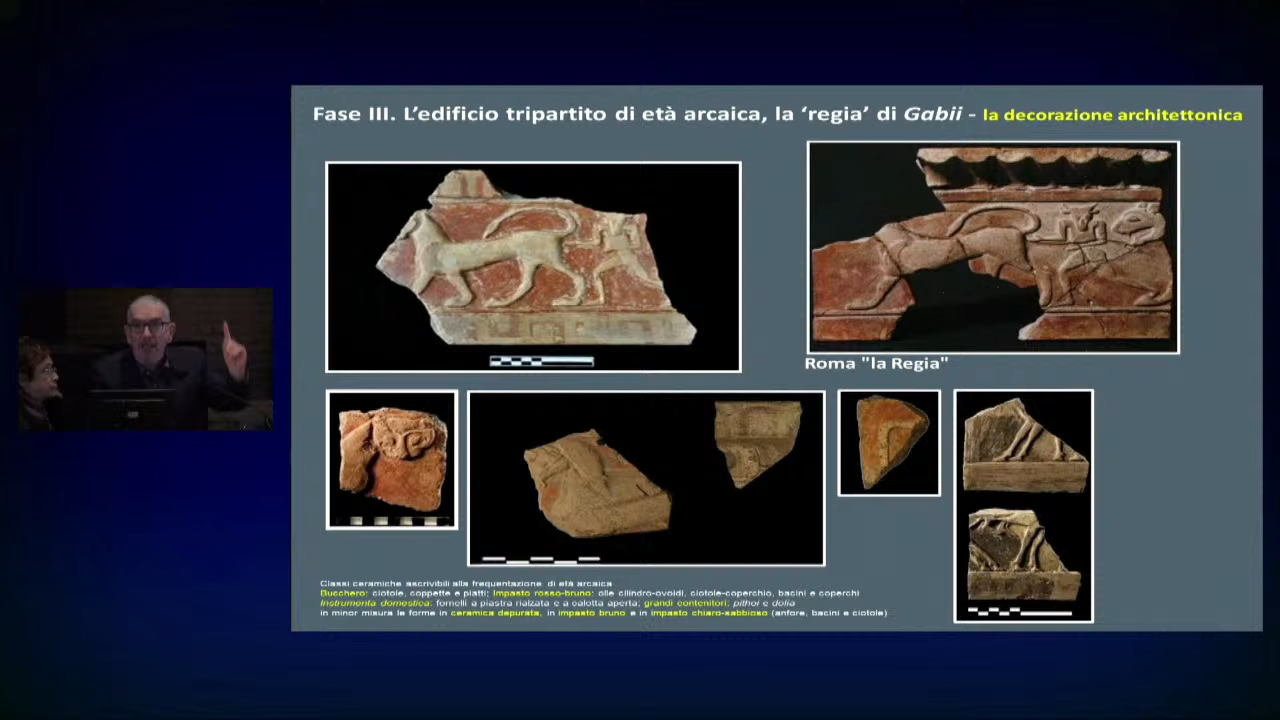 Fase III. L’edificio tripartito di età arcaica, la ‘regia’ di Gabii - la decorazione architettonica
Roma "la Regia"
Classi ceramiche ascrivibili alla frequentazione di età arcaica
Bucchero: ciotole, coppette e piatti; Impasto rosso-bruno: olle cilindro-ovoidi, ciotole-coperchio, bacini e coperchi
Instrumenta domestica: fornelli a piastra rialzata e a calotta aperta; grandi contenitori: pithoi e dolia
in minor misura le forme in ceramica depurata, in impasto bruno e in impasto chiaro-sabbioso (anfore, bacini e ciotole)